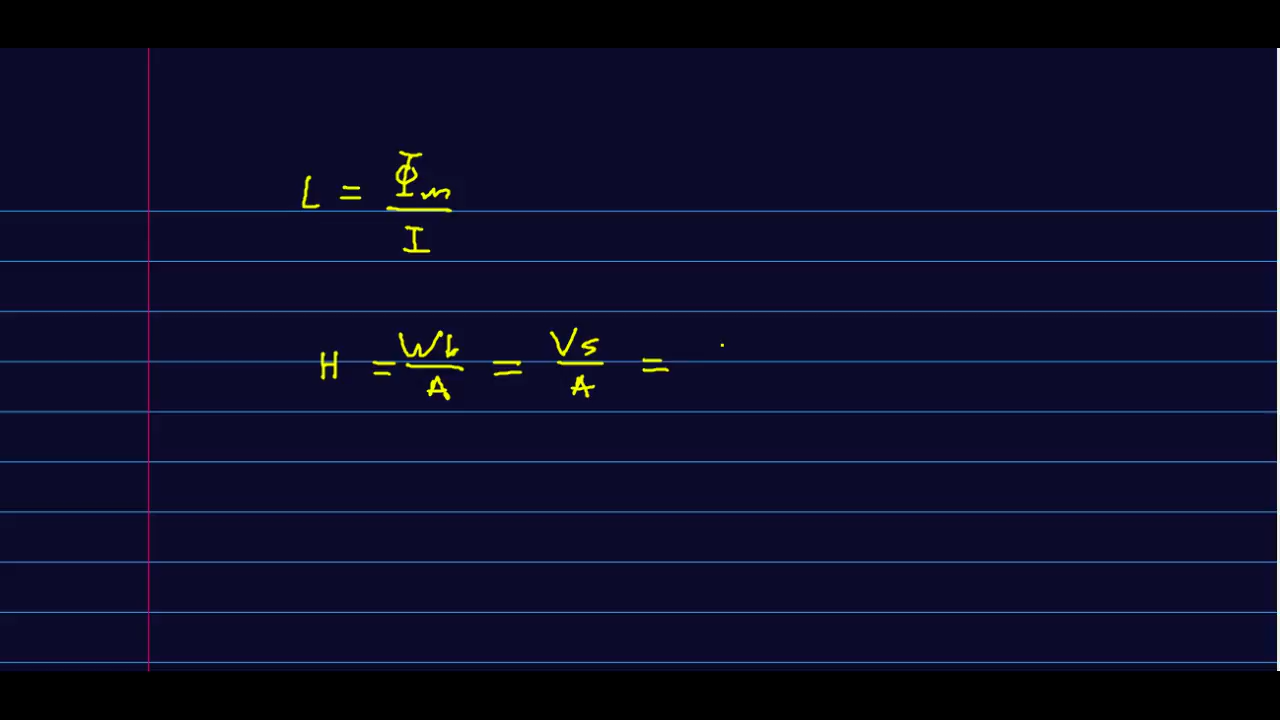 L = Φm / I
H = Wb / A = Vs / A =